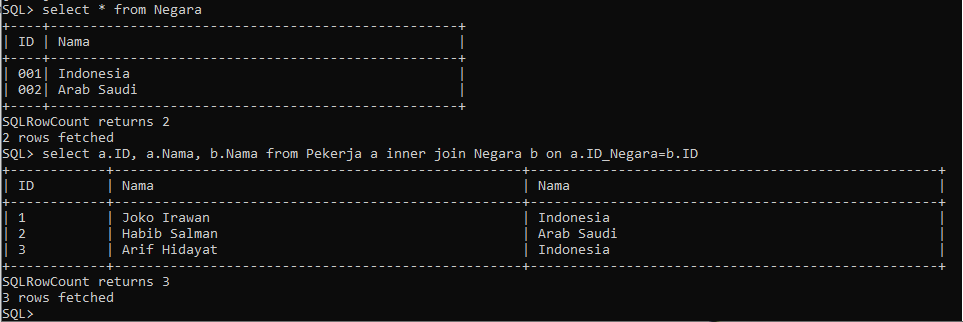 SQL> select * from Negara
+----+---------------------------------------------------+
| ID | Nama                                              |
+----+---------------------------------------------------+
| 001| Indonesia                                         |
| 002| Arab Saudi                                        |
+----+---------------------------------------------------+
SQLRowCount returns 2
2 rows fetched
SQL> select a.ID, a.Nama, b.Nama from Pekerja a inner join Negara b on a.ID_Negara=b.ID
+------------+---------------------------------------------------+---------------------------------------------------+
| ID         | Nama                                              | Nama                                              |
+------------+---------------------------------------------------+---------------------------------------------------+
| 1          | Joko Irawan                                       | Indonesia                                         |
| 2          | Habib Salman                                      | Arab Saudi                                        |
| 3          | Arif Hidayat                                      | Indonesia                                         |
+------------+---------------------------------------------------+---------------------------------------------------+
SQLRowCount returns 3
3 rows fetched
SQL>